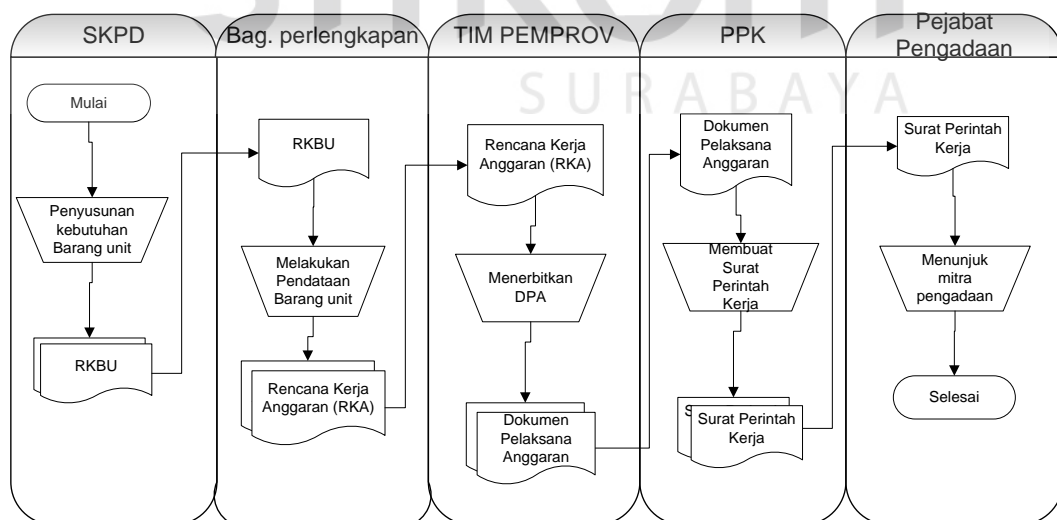 SURABAYA
SKPD
Bag. perlengkapan
TIM PEMPROV
PPK
Pejabat
Pengadaan
Mulai
Penyusunan
kebutuhan
Barang unit
RKBU
RKBU
Melakukan
Pendataan
Barang unit
Rencana Kerja
Anggaran (RKA)
Rencana Kerja
Anggaran (RKA)
Menerbitkan
DPA
Dokumen
Pelaksana
Anggaran
Dokumen
Pelaksana
Anggaran
Membuat
Surat
Perintah
Kerja
Surat Perintah
Kerja
Surat Perintah
Kerja
Menunjuk
mitra
pengadaan
Selesai